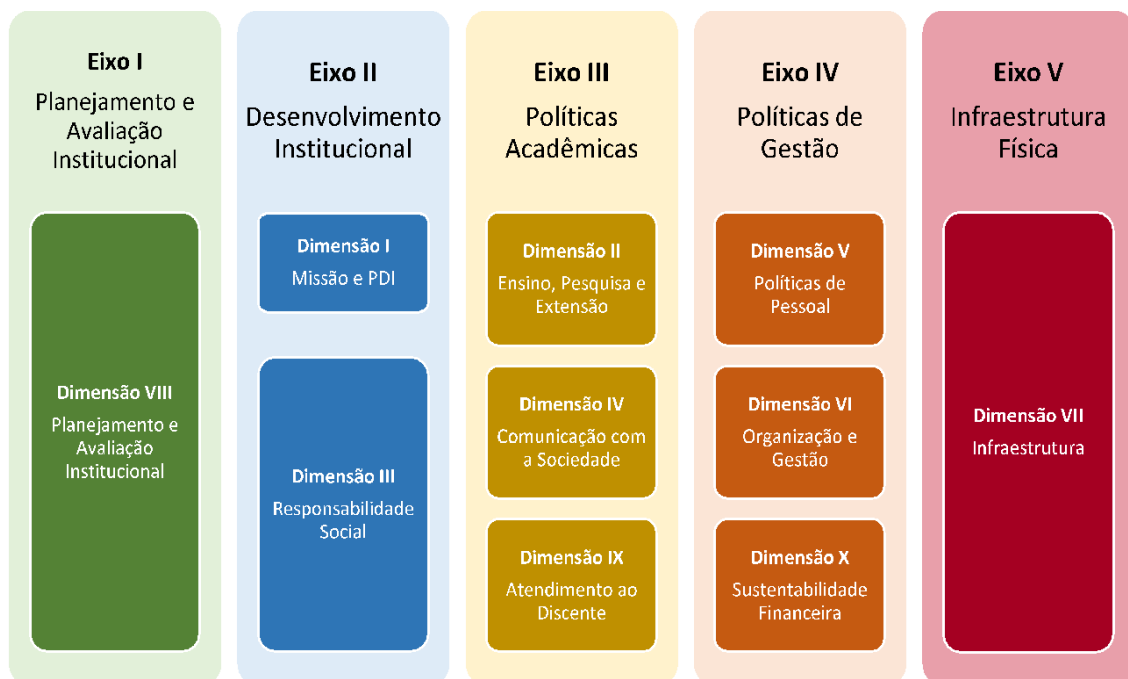 Eixo I
Planejamento e
Avaliação
Institucional
Dimensão VIII
Planejamento e
Avaliação
Institucional
Eixo II
Desenvolvimento
Institucional
Dimensão I
Missão e PDI
Dimensão III
Responsabilidade
Social
Eixo III
Políticas
Acadêmicas
Dimensão II
Ensino, Pesquisa e
Extensão
Dimensão IV
Comunicação com
a Sociedade
Dimensão IX
Atendimento ao
Discente
Eixo IV
Políticas de
Gestão
Dimensão V
Políticas de
Pessoal
Dimensão VI
Organização e
Gestão
Dimensão X
Sustentabilidade
Financeira
Eixo V
Infraestrutura
Física
Dimensão VII
Infraestrutura